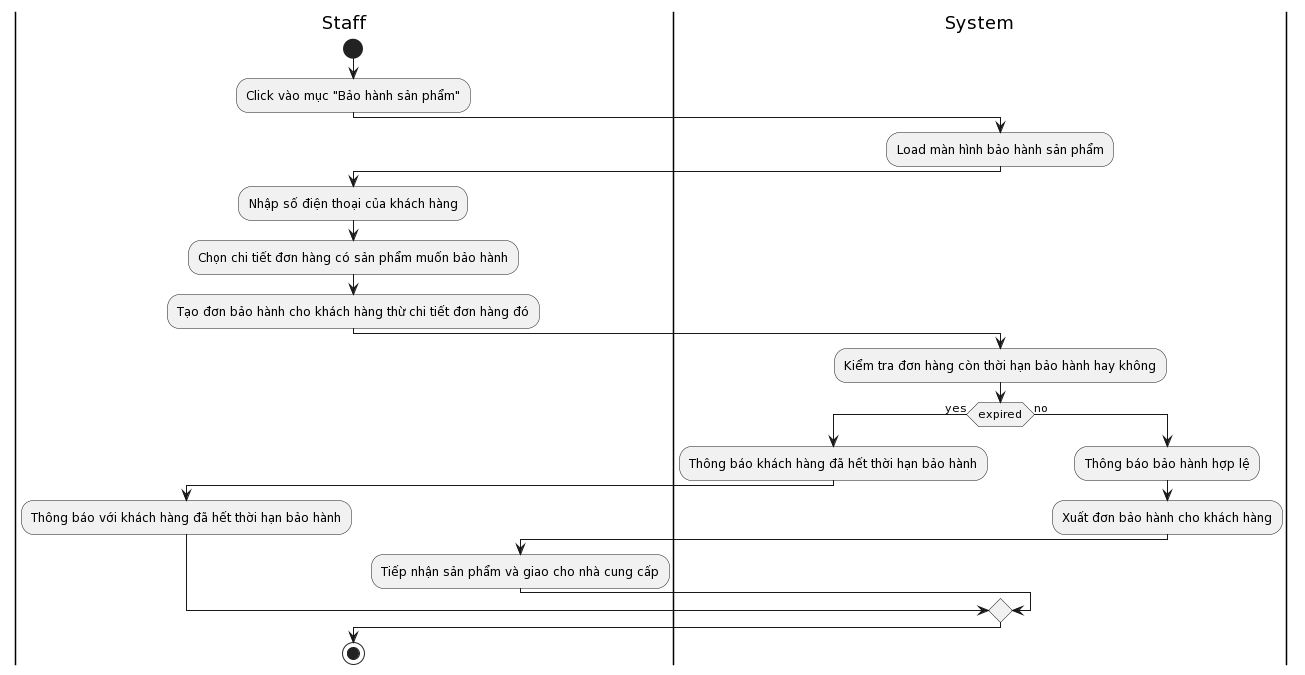 Staff
System
Click vào mục "Bảo hành sản phẩm"
Load màn hình bảo hành sản phẩm
Nhập số điện thoại của khách hàng
Chọn chi tiết đơn hàng có sản phẩm muốn bảo hành
Tạo đơn bảo hành cho khách hàng thừ chi tiết đơn hàng đó
Kiểm tra đơn hàng còn thời hạn bảo hành hay không
yes
expired
no
Thông báo khách hàng đã hết thời hạn bảo hành
Thông báo bảo hành hợp lệ
Thông báo với khách hàng đã hết thời hạn bảo hành
Xuất đơn bảo hành cho khách hàng
Tiếp nhận sản phẩm và giao cho nhà cung cấp